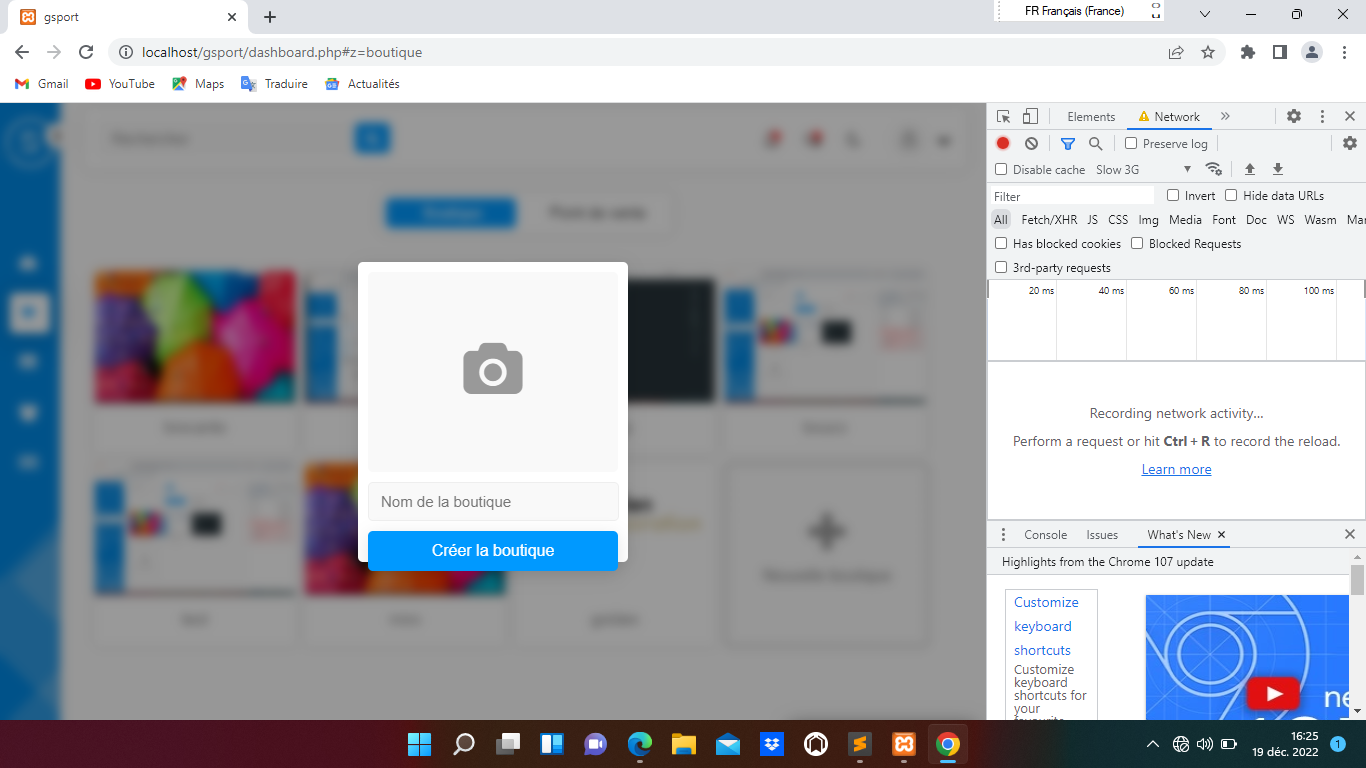 gsport
FR Français (France)
localhost/gsport/dashboard.php#z=boutique
Gmail YouTube Maps Traduire Actualités
Elements Network
Preserve log
Disable cache Slow 3G
Filter Invert Hide data URLs
All Fetch/XHR JS CSS Img Media Font Doc WS Wasm
Has blocked cookies Blocked Requests
3rd-party requests
20 ms 40 ms 60 ms 80 ms 100 ms
Recording network activity...
Perform a request or hit Ctrl + R to record the reload.
Learn more
Nom de la boutique
Créer la boutique
Console Issues What's New
Highlights from the Chrome 107 update
Customize
keyboard
shortcuts
Customize
keyboard
shortcuts for
your
favourite
ne
16:25
19 déc. 2022
1